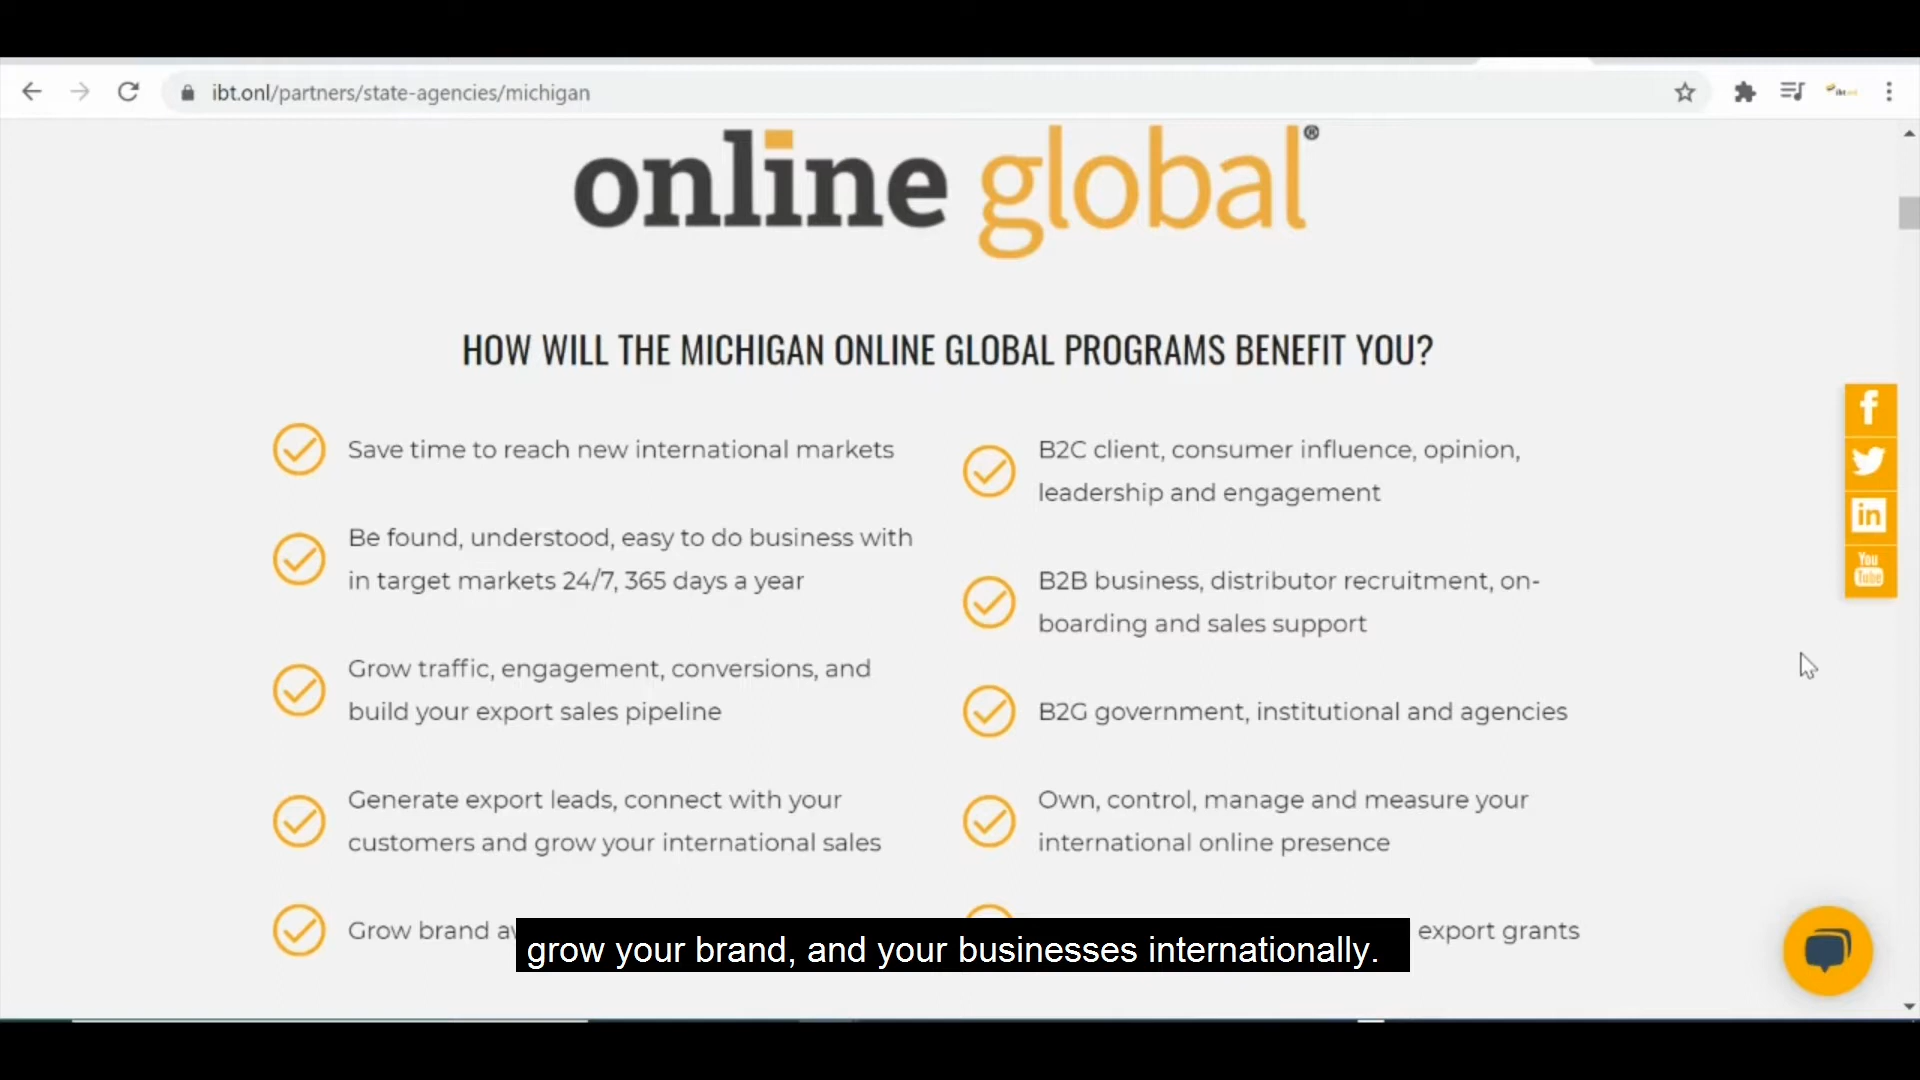 ibt.onl/partners/state-agencies/michigan
online global®
HOW WILL THE MICHIGAN ONLINE GLOBAL PROGRAMS BENEFIT YOU?
Save time to reach new international markets
Be found, understood, easy to do business with
in target markets 24/7, 365 days a year
Grow traffic, engagement, conversions, and
build your export sales pipeline
Generate export leads, connect with your
customers and grow your international sales
Grow brand
B2C client, consumer influence, opinion,
leadership and engagement
B2B business, distributor recruitment, on-
boarding and sales support
B2G government, institutional and agencies
Own, control, manage and measure your
international online presence
export grants
f
in
You
Tube
grow your brand, and your businesses internationally.